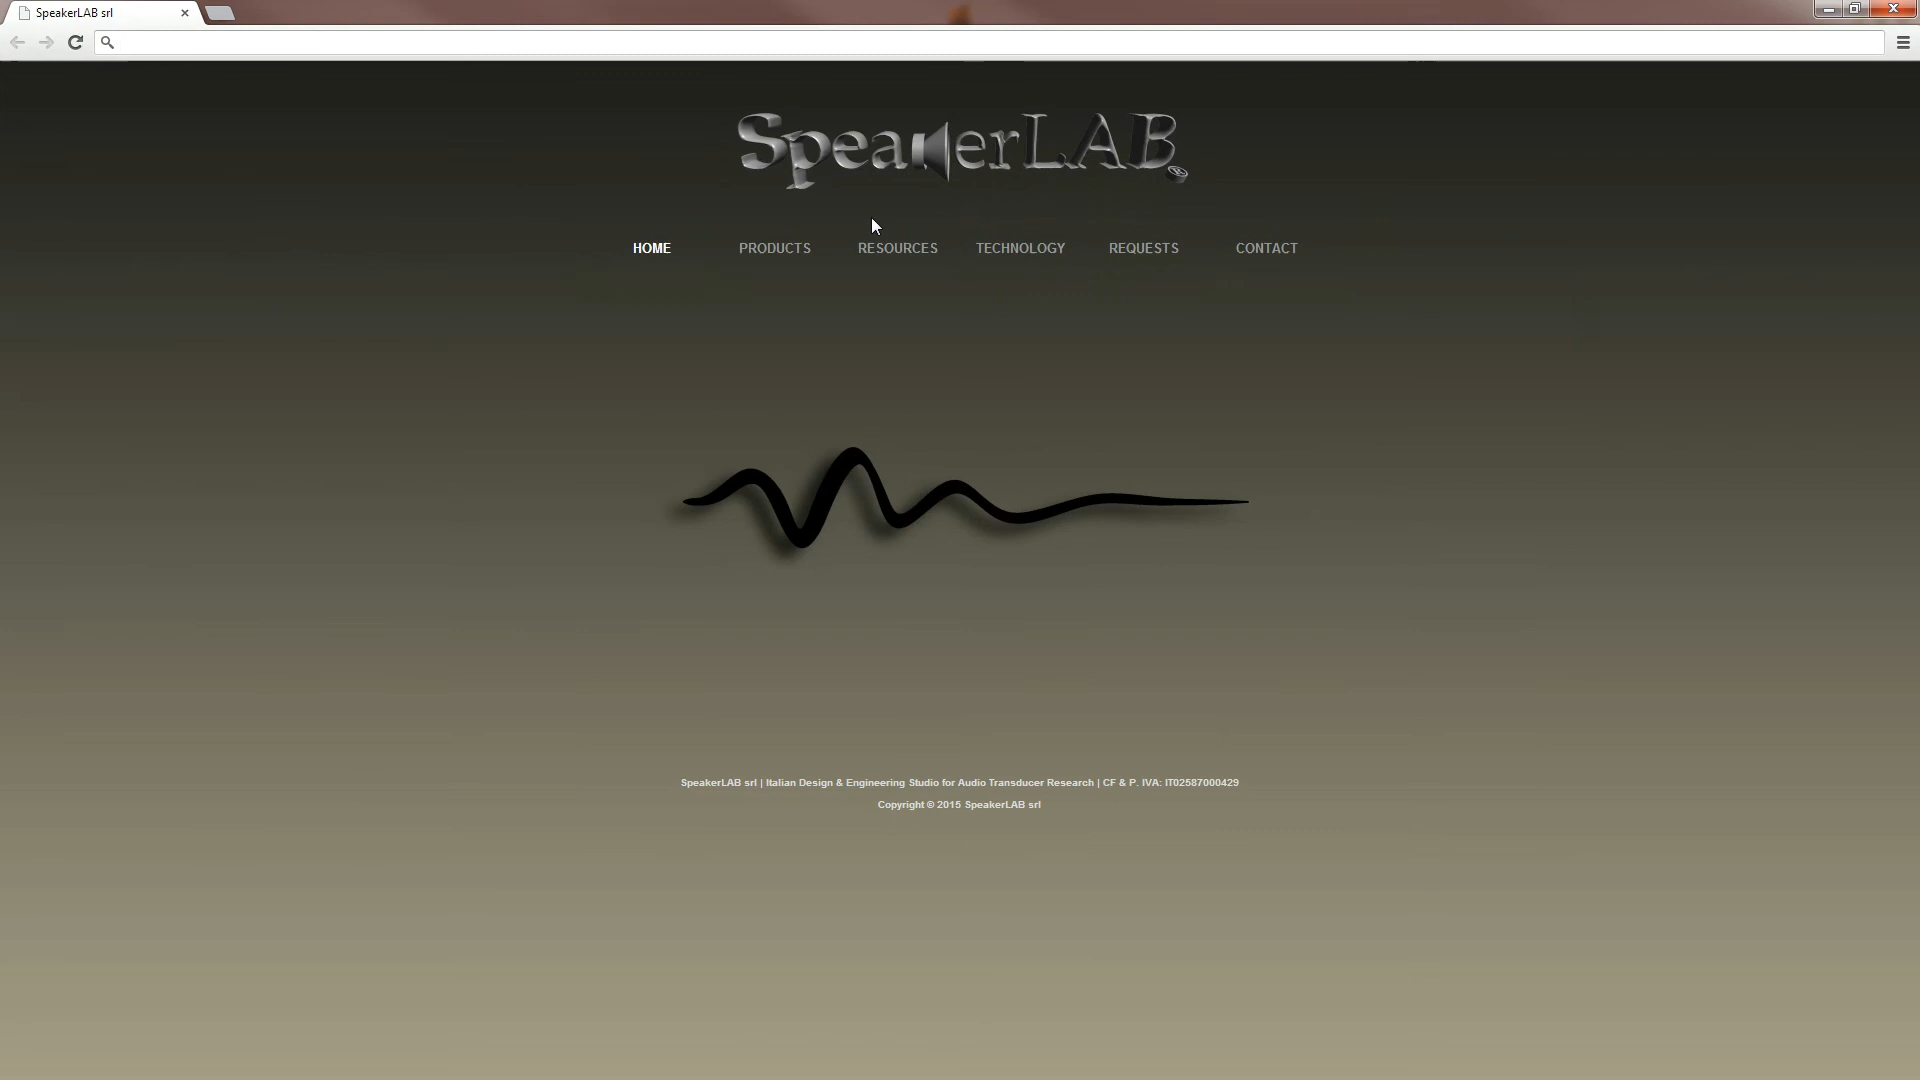 SpeakerLAB srl
SpeakerLAB®
HOME PRODUCTS RESOURCES TECHNOLOGY REQUESTS CONTACT
SpeakerLAB srl | Italian Design & Engineering Studio for Audio Transducer Research | CF & P. IVA: IT02587000429
Copyright © 2015 SpeakerLAB srl